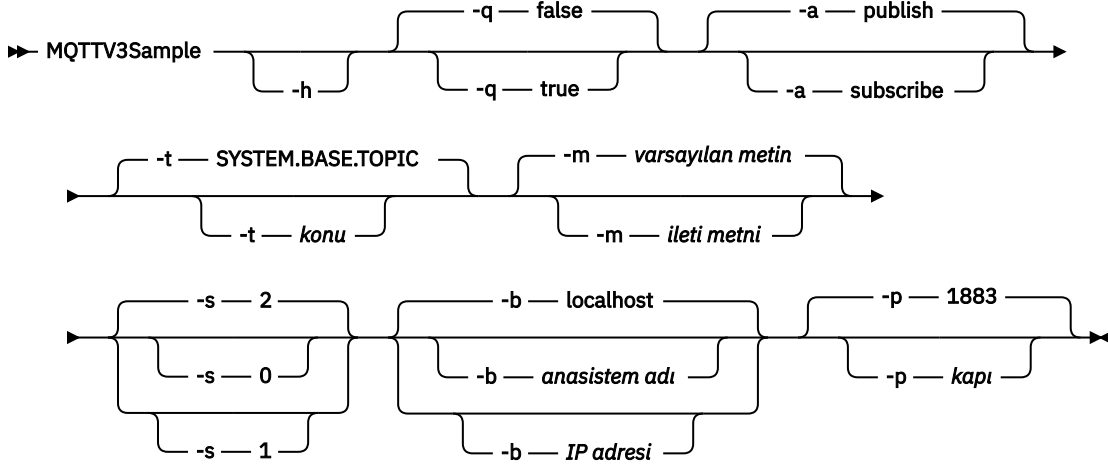 -q false -a publish
MQTTV3Sample
-h -q true -a subscribe
-t SYSTEM.BASE.TOPIC -m varsayılan metin
-t konu -m ileti metni
-s 2 -b localhost -p 1883
-s 0 -b anasistem adı -p kapı
-s 1 -b IP adresi